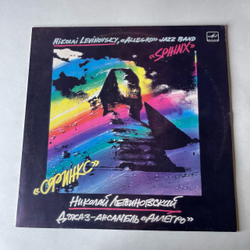 Nikolai Levinovsky, «Allegro» Jazz Band
«Sphinx»
«Сфинкс»
Николай Левиновский
Джаз-ансамбль «Аллегро»